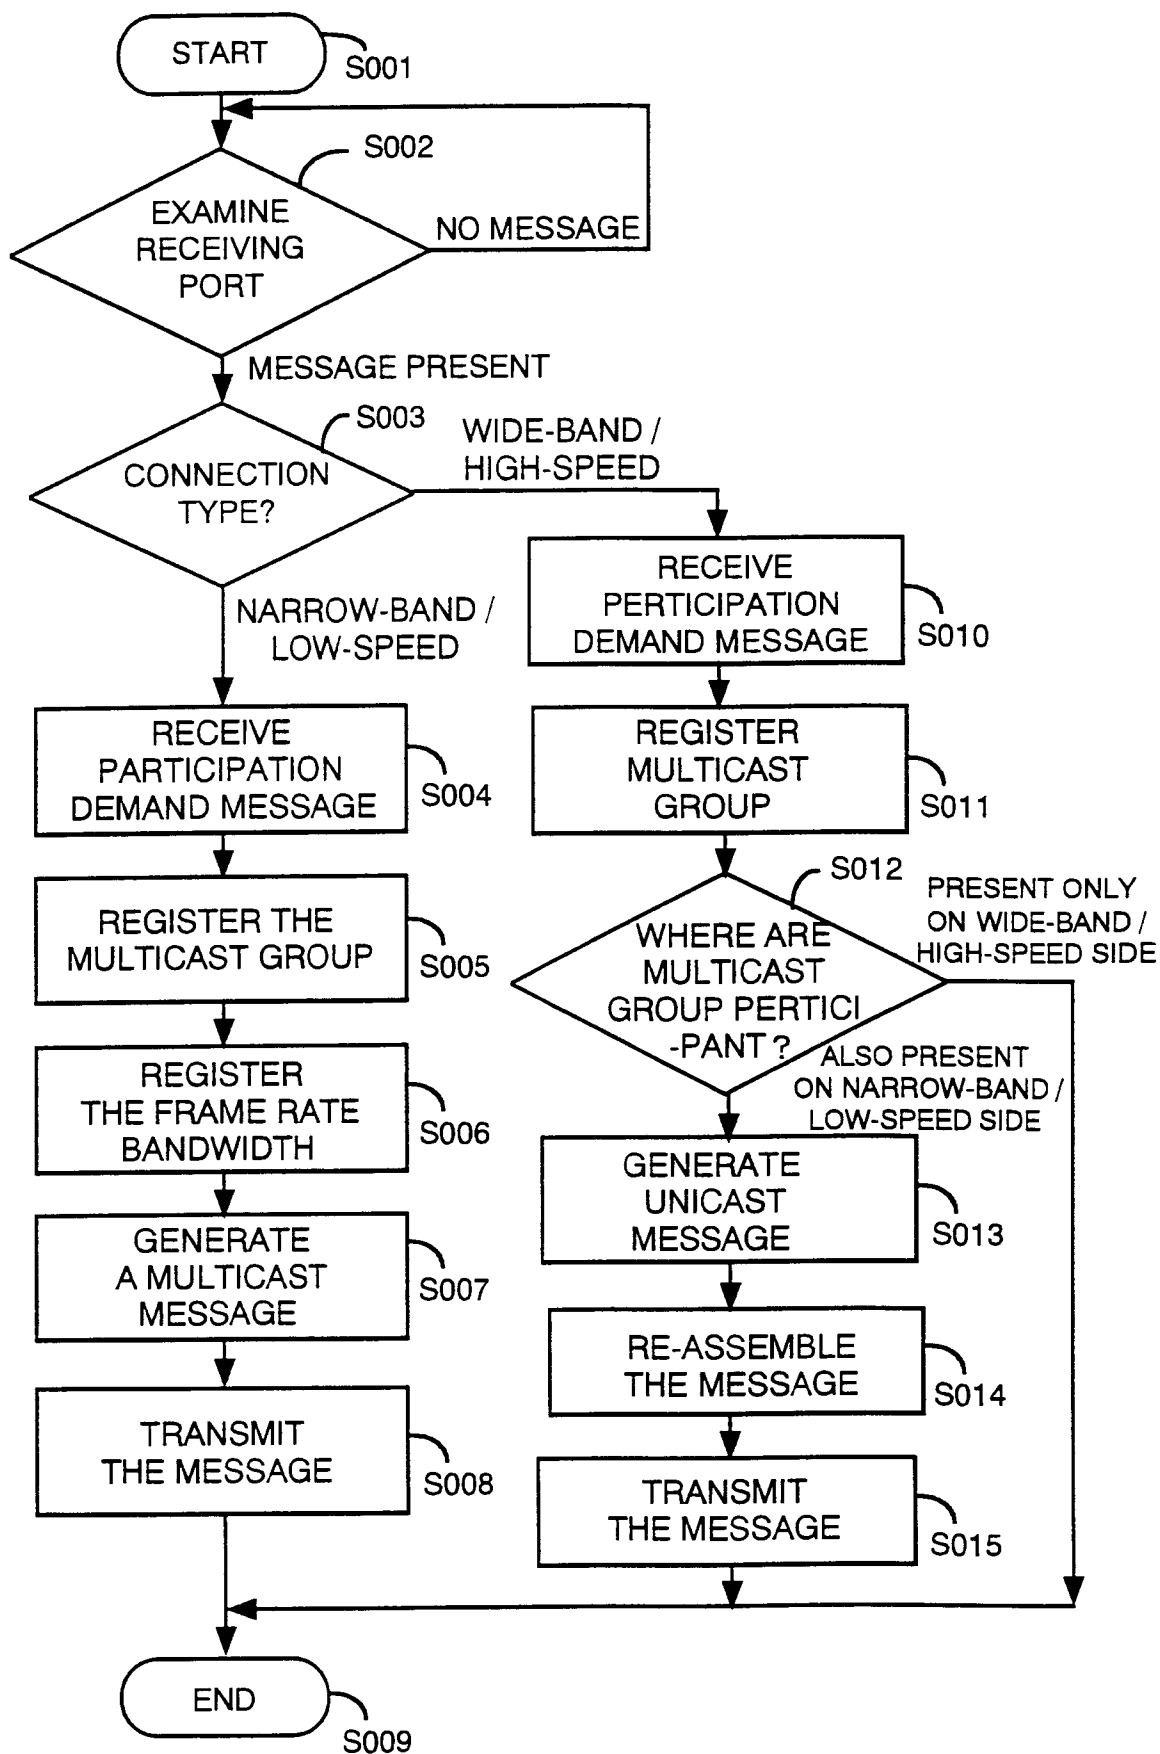 START
S001
S002
EXAMINE
RECEIVING
PORT
NO MESSAGE
MESSAGE PRESENT
S003
CONNECTION
TYPE?
WIDE-BAND /
HIGH-SPEED
NARROW-BAND /
LOW-SPEED
RECEIVE
PARTICIPATION
DEMAND MESSAGE
S004
REGISTER THE
MULTICAST GROUP
S005
REGISTER
THE FRAME RATE
BANDWIDTH
S006
GENERATE
A MULTICAST
MESSAGE
S007
TRANSMIT
THE MESSAGE
S008
RECEIVE
PERTICIPATION
DEMAND MESSAGE
S010
REGISTER
MULTICAST
GROUP
S011
S012
WHERE ARE
MULTICAST
GROUP PERTICI
-PANT ?
PRESENT ONLY
ON WIDE-BAND /
HIGH-SPEED SIDE
ALSO PRESENT
ON NARROW-BAND /
LOW-SPEED SIDE
GENERATE
UNICAST
MESSAGE
S013
RE-ASSEMBLE
THE MESSAGE
S014
TRANSMIT
THE MESSAGE
S015
END
S009